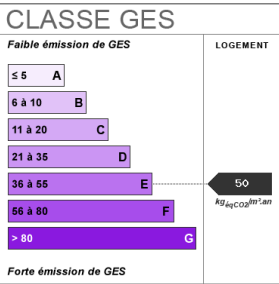 CLASSE GES
Faible émission de GES
LOGEMENT
≤ 5 A
6 à 10 B
11 à 20 C
21 à 35 D
36 à 55 E
50
kgéqCO2/m².an
56 à 80 F
> 80 G
Forte émission de GES